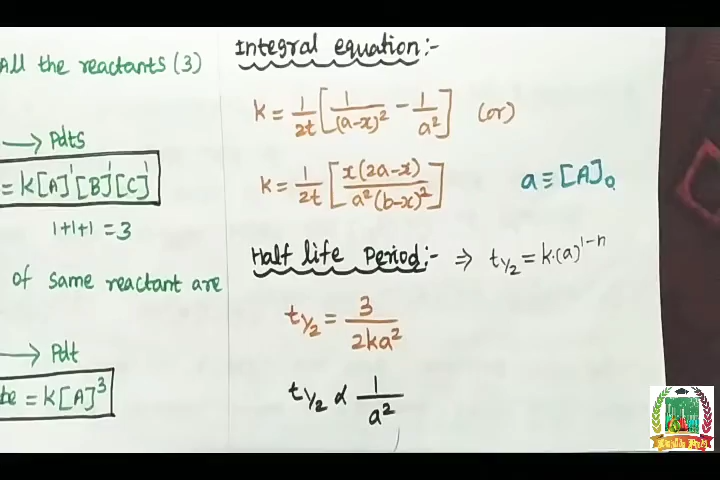 All the reactants (3)
→ Pdts
= k[A]¹[B]¹[C]¹
1+1+1 = 3
of same reactant are
→ Pdt
= k[A]³
Integral equation:-
k = 1/2t [1/(a-x)² - 1/a²] (or)
k = 1/2t [x(2a-x)/a²(b-x)²] a ≡ [A]₀
Half life Period:- ⇒ t½ = k·(a)^1-n
t½ = 3/2ka²
t½ ∝ 1/a²